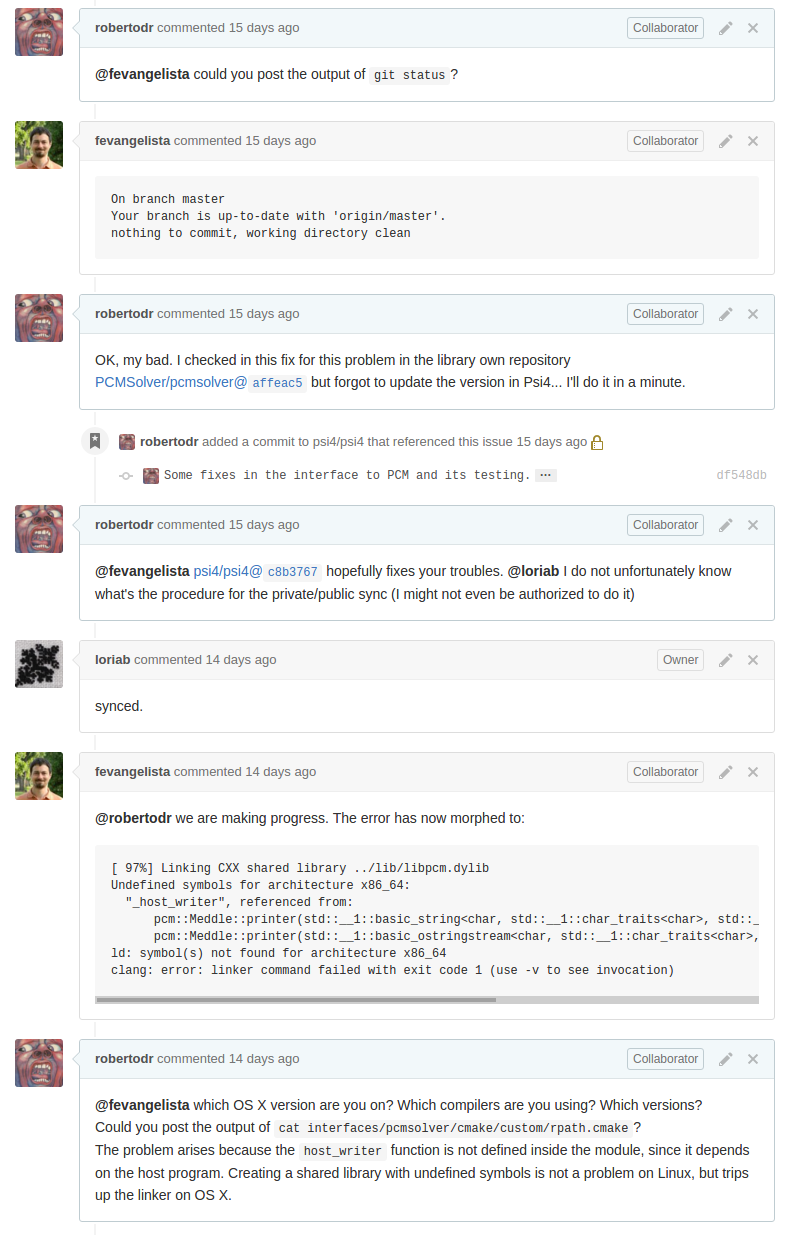 robertodr commented 15 days ago Collaborator
@fevangelista could you post the output of git status ?
fevangelista commented 15 days ago Collaborator
On branch master
Your branch is up-to-date with 'origin/master'.
nothing to commit, working directory clean
robertodr commented 15 days ago Collaborator
OK, my bad. I checked in this fix for this problem in the library own repository
PCMSolver/pcmsolver@ affeac5 but forgot to update the version in Psi4... I'll do it in a minute.
robertodr added a commit to psi4/psi4 that referenced this issue 15 days ago
Some fixes in the interface to PCM and its testing. ... df548db
robertodr commented 15 days ago Collaborator
@fevangelista psi4/psi4@ c8b3767 hopefully fixes your troubles. @loriab I do not unfortunately know
what's the procedure for the private/public sync (I might not even be authorized to do it)
loriab commented 14 days ago Owner
synced.
fevangelista commented 14 days ago Collaborator
@robertodr we are making progress. The error has now morphed to:
[ 97%] Linking CXX shared library ../lib/libpcm.dylib
Undefined symbols for architecture x86_64:
"_host_writer", referenced from:
pcm::Meddle::printer(std::__1::basic_string<char, std::__1::char_traits<char>, std::_
pcm::Meddle::printer(std::__1::basic_ostringstream<char, std::__1::char_traits<char>,
ld: symbol(s) not found for architecture x86_64
clang: error: linker command failed with exit code 1 (use -v to see invocation)
robertodr commented 14 days ago Collaborator
@fevangelista which OS X version are you on? Which compilers are you using? Which versions?
Could you post the output of cat interfaces/pcmsolver/cmake/custom/rpath.cmake ?
The problem arises because the host_writer function is not defined inside the module, since it depends
on the host program. Creating a shared library with undefined symbols is not a problem on Linux, but trips
up the linker on OS X.